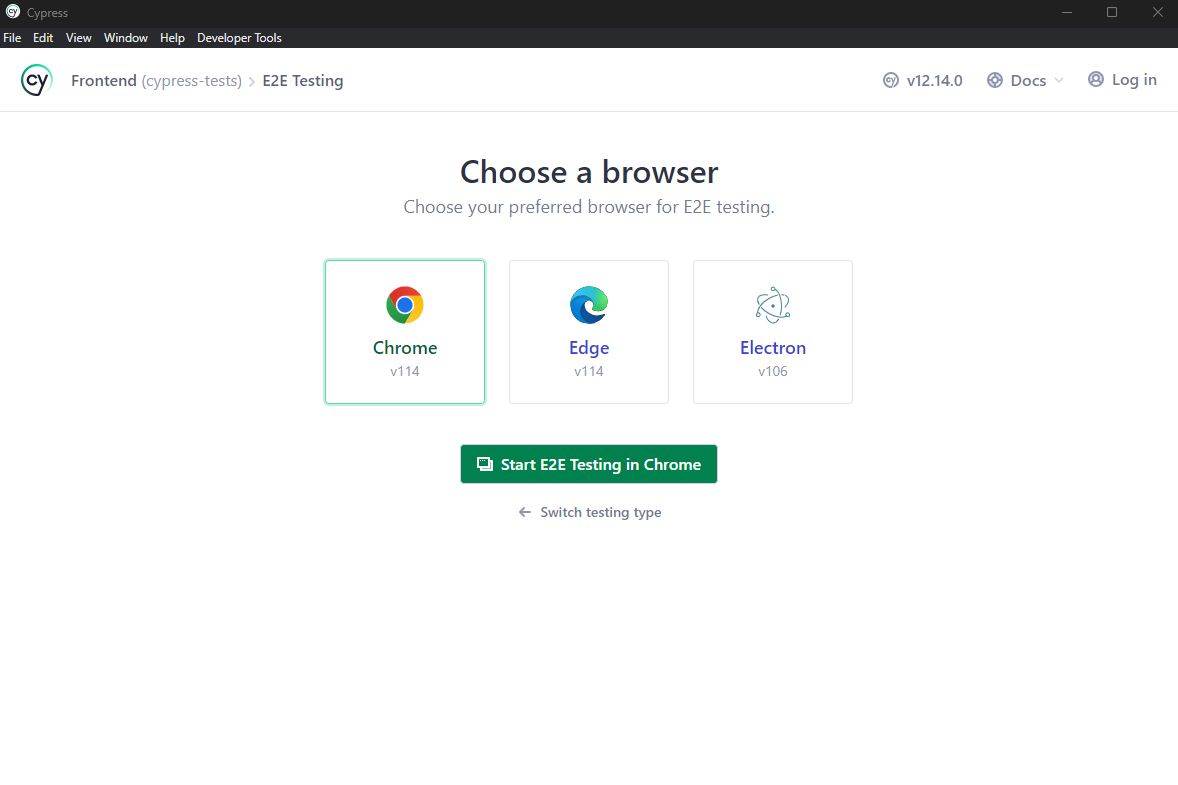 cy Cypress
File Edit View Window Help Developer Tools
cy Frontend (cypress-tests) > E2E Testing cy v12.14.0 Docs Log in
Choose a browser
Choose your preferred browser for E2E testing.
Chrome Edge Electron
v114 v114 v106
Start E2E Testing in Chrome
← Switch testing type